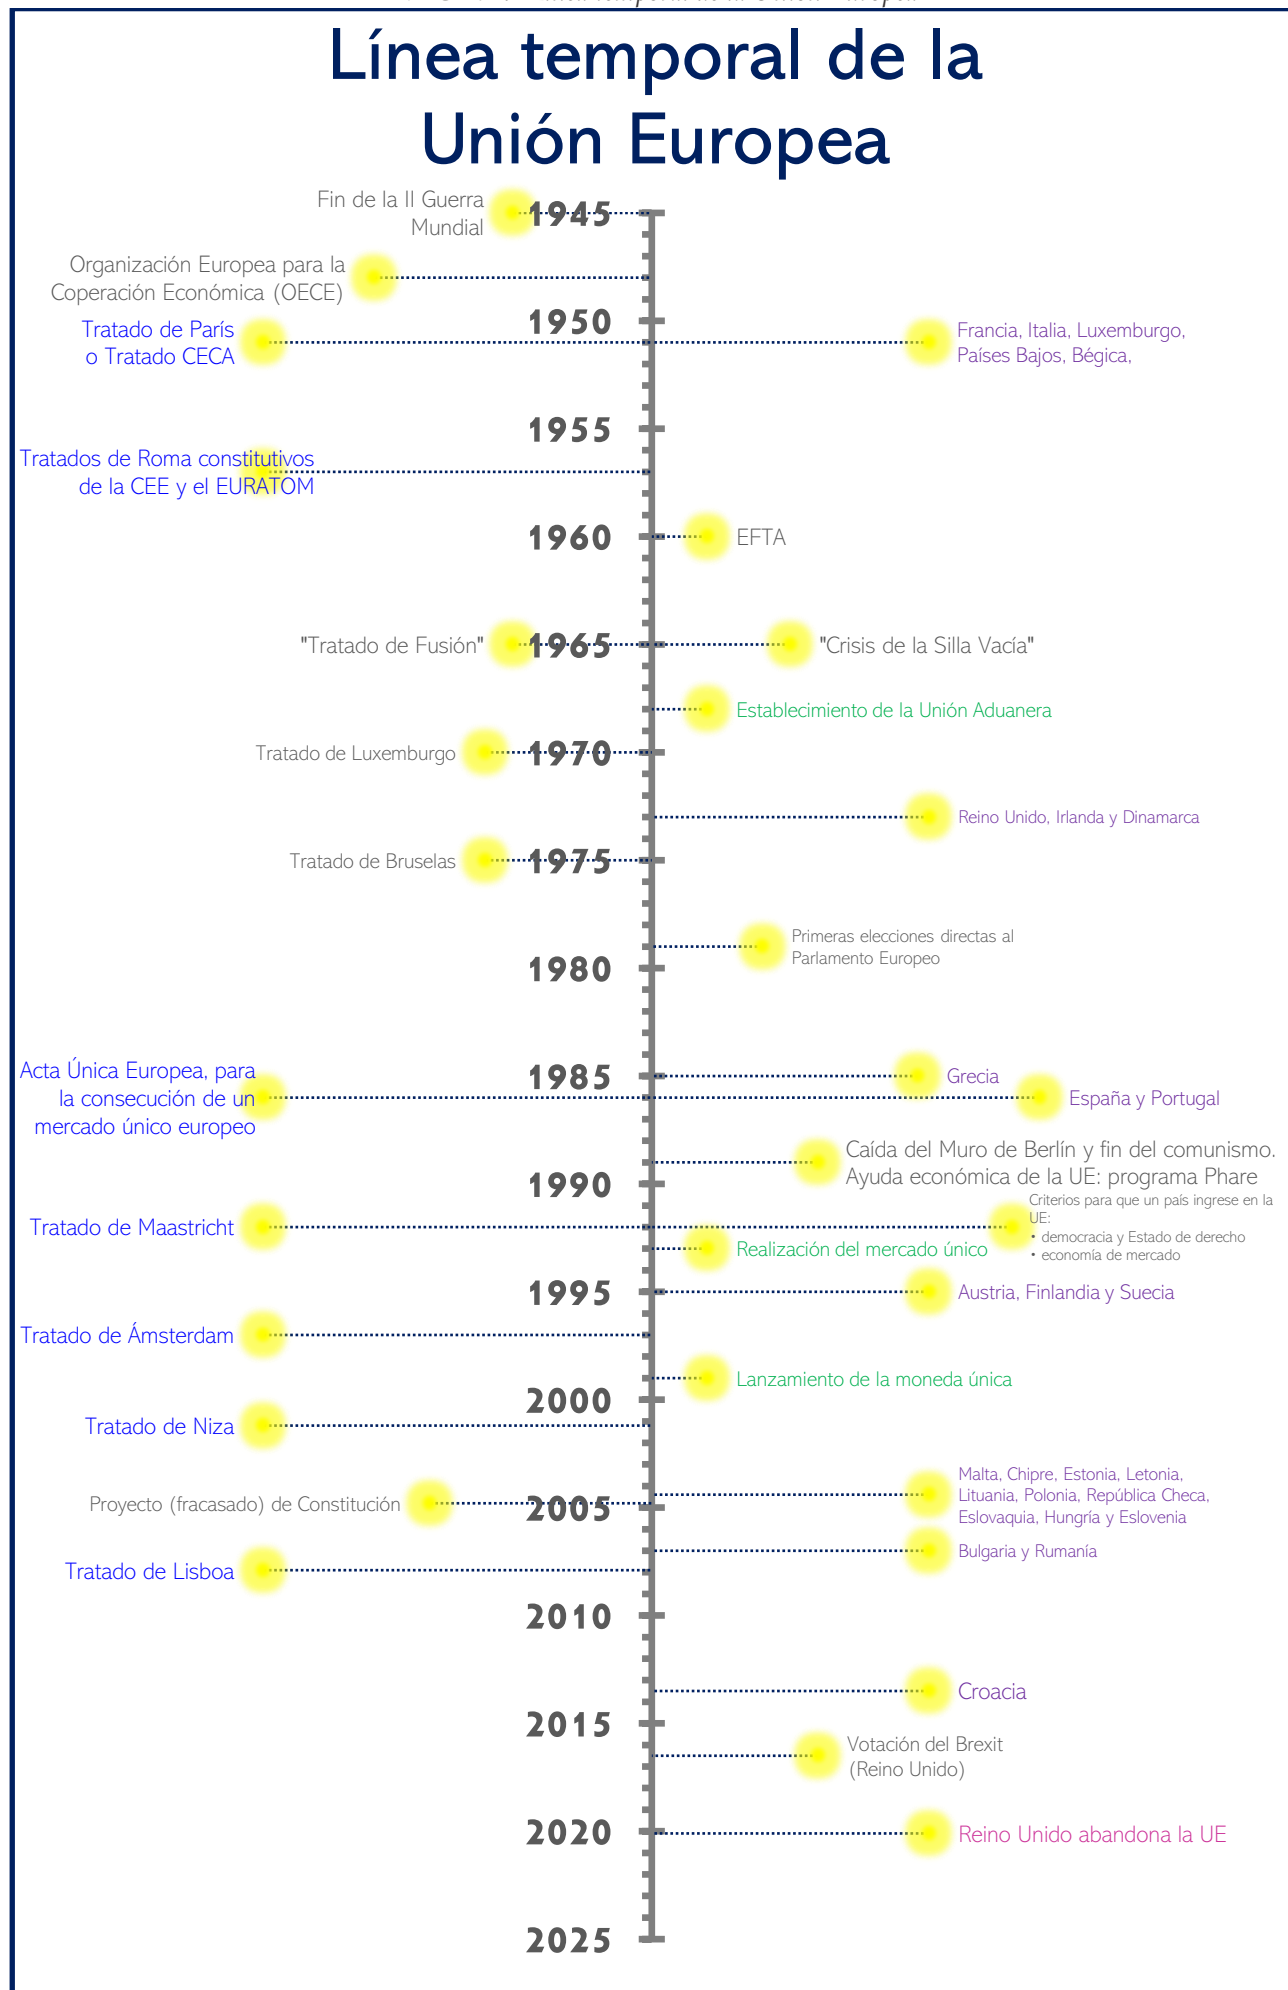 Línea temporal de la
Unión Europea
Fin de la II Guerra
Mundial
1945
Organización Europea para la
Coperación Económica (OECE)
1950
Tratado de París
o Tratado CECA
Francia, Italia, Luxemburgo,
Países Bajos, Bégica,
1955
Tratados de Roma constitutivos
de la CEE y el EURATOM
1960
EFTA
"Tratado de Fusión"
1965
"Crisis de la Silla Vacía"
Establecimiento de la Unión Aduanera
Tratado de Luxemburgo
1970
Reino Unido, Irlanda y Dinamarca
Tratado de Bruselas
1975
Primeras elecciones directas al
Parlamento Europeo
1980
Acta Única Europea, para
la consecución de un
mercado único europeo
1985
Grecia
España y Portugal
Caída del Muro de Berlín y fin del comunismo.
Ayuda económica de la UE: programa Phare
1990
Criterios para que un país ingrese en la
UE:
• democracia y Estado de derecho
• economía de mercado
Tratado de Maastricht
Realización del mercado único
1995
Austria, Finlandia y Suecia
Tratado de Ámsterdam
Lanzamiento de la moneda única
2000
Tratado de Niza
Malta, Chipre, Estonia, Letonia,
Lituania, Polonia, República Checa,
Eslovaquia, Hungría y Eslovenia
Proyecto (fracasado) de Constitución
2005
Bulgaria y Rumanía
Tratado de Lisboa
2010
Croacia
2015
Votación del Brexit
(Reino Unido)
2020
Reino Unido abandona la UE
2025